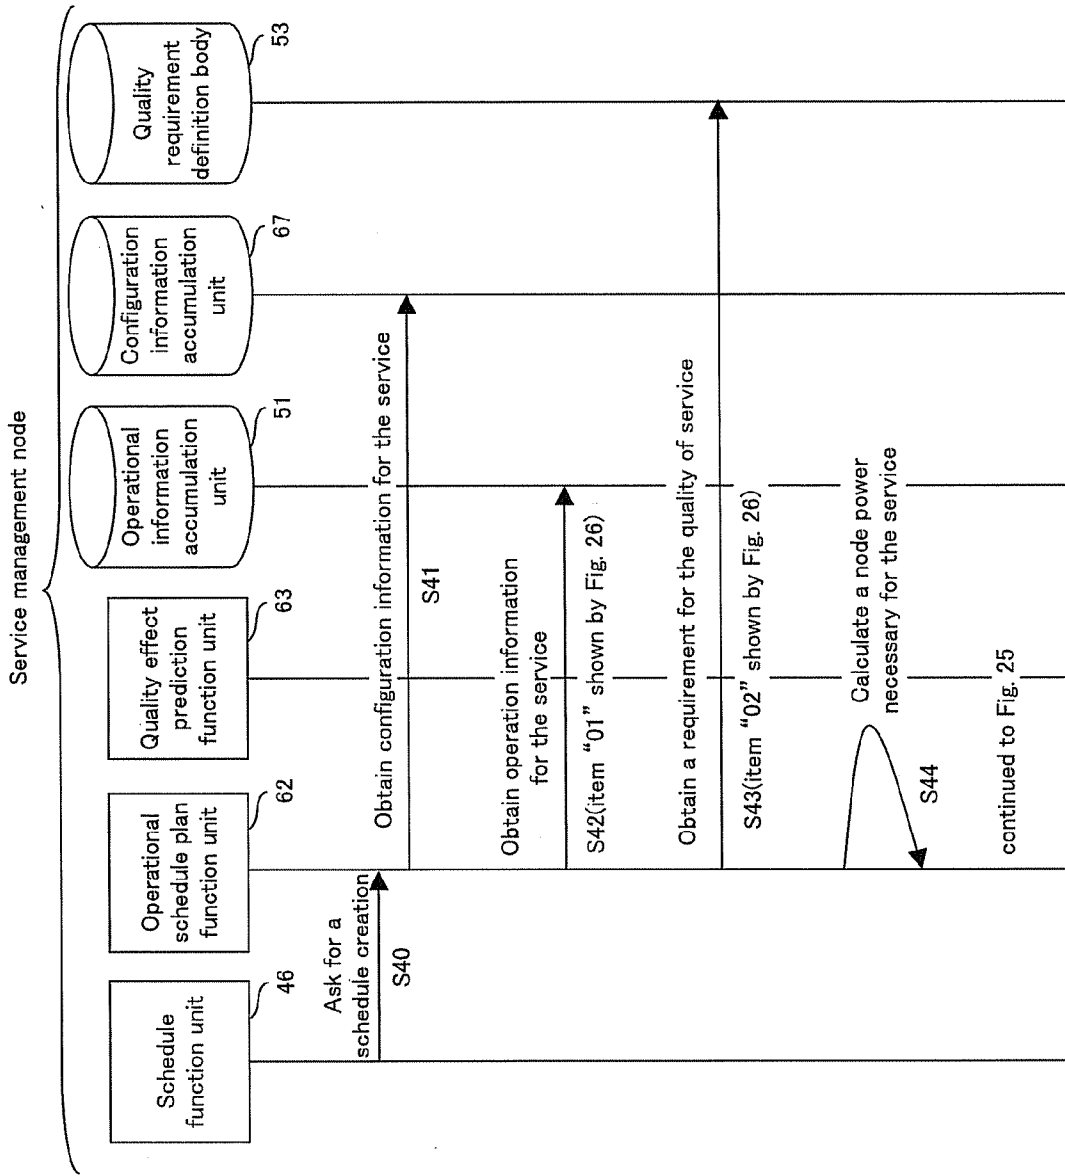 Service management node
Schedule
function unit
46
Operational
schedule plan
function unit
62
Quality effect
prediction
function unit
63
Operational
information
accumulation
unit
51
Configuration
information
accumulation
unit
67
Quality
requirement
definition body
53
Ask for a
schedule creation
S40
Obtain configuration information for the service
S41
Obtain operation information
for the service
S42(item “01” shown by Fig. 26)
Obtain a requirement for the quality of service
S43(item “02” shown by Fig. 26)
Calculate a node power
necessary for the service
S44
continued to Fig. 25